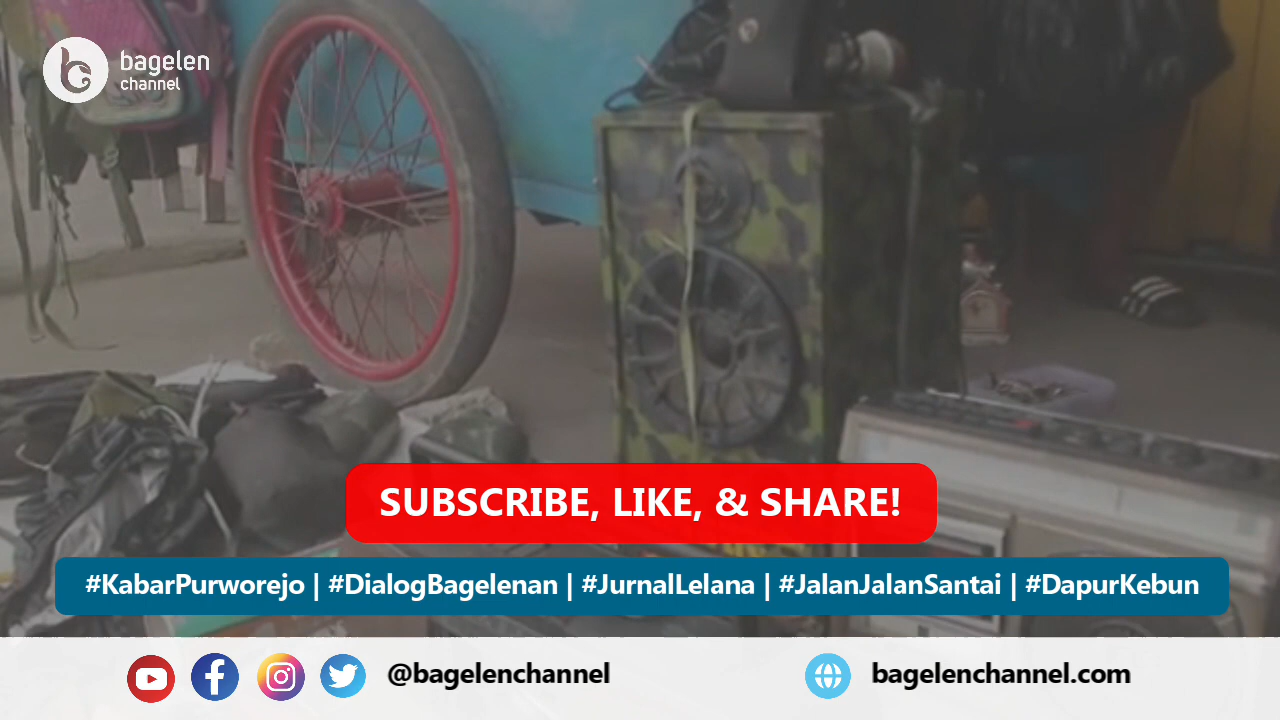 bagelen
channel
SUBSCRIBE, LIKE, & SHARE!
#KabarPurworejo | #DialogBagelenan | #JurnalLelana | #JalanJalanSantai | #DapurKebun
@bagelenchannel
bagelenchannel.com